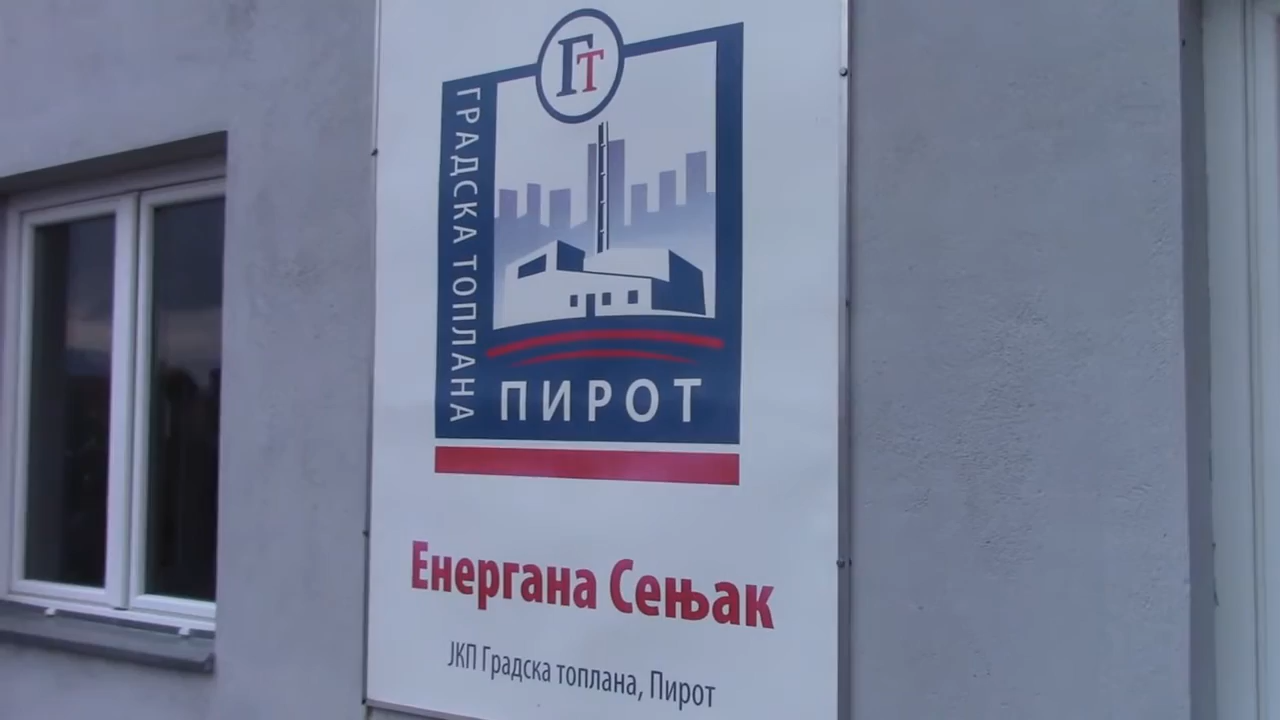 ГТ
ГРАДСКА ТОПЛАНА
ПИРОТ
Енергана Сењак
ЈКП Градска топлана, Пирот